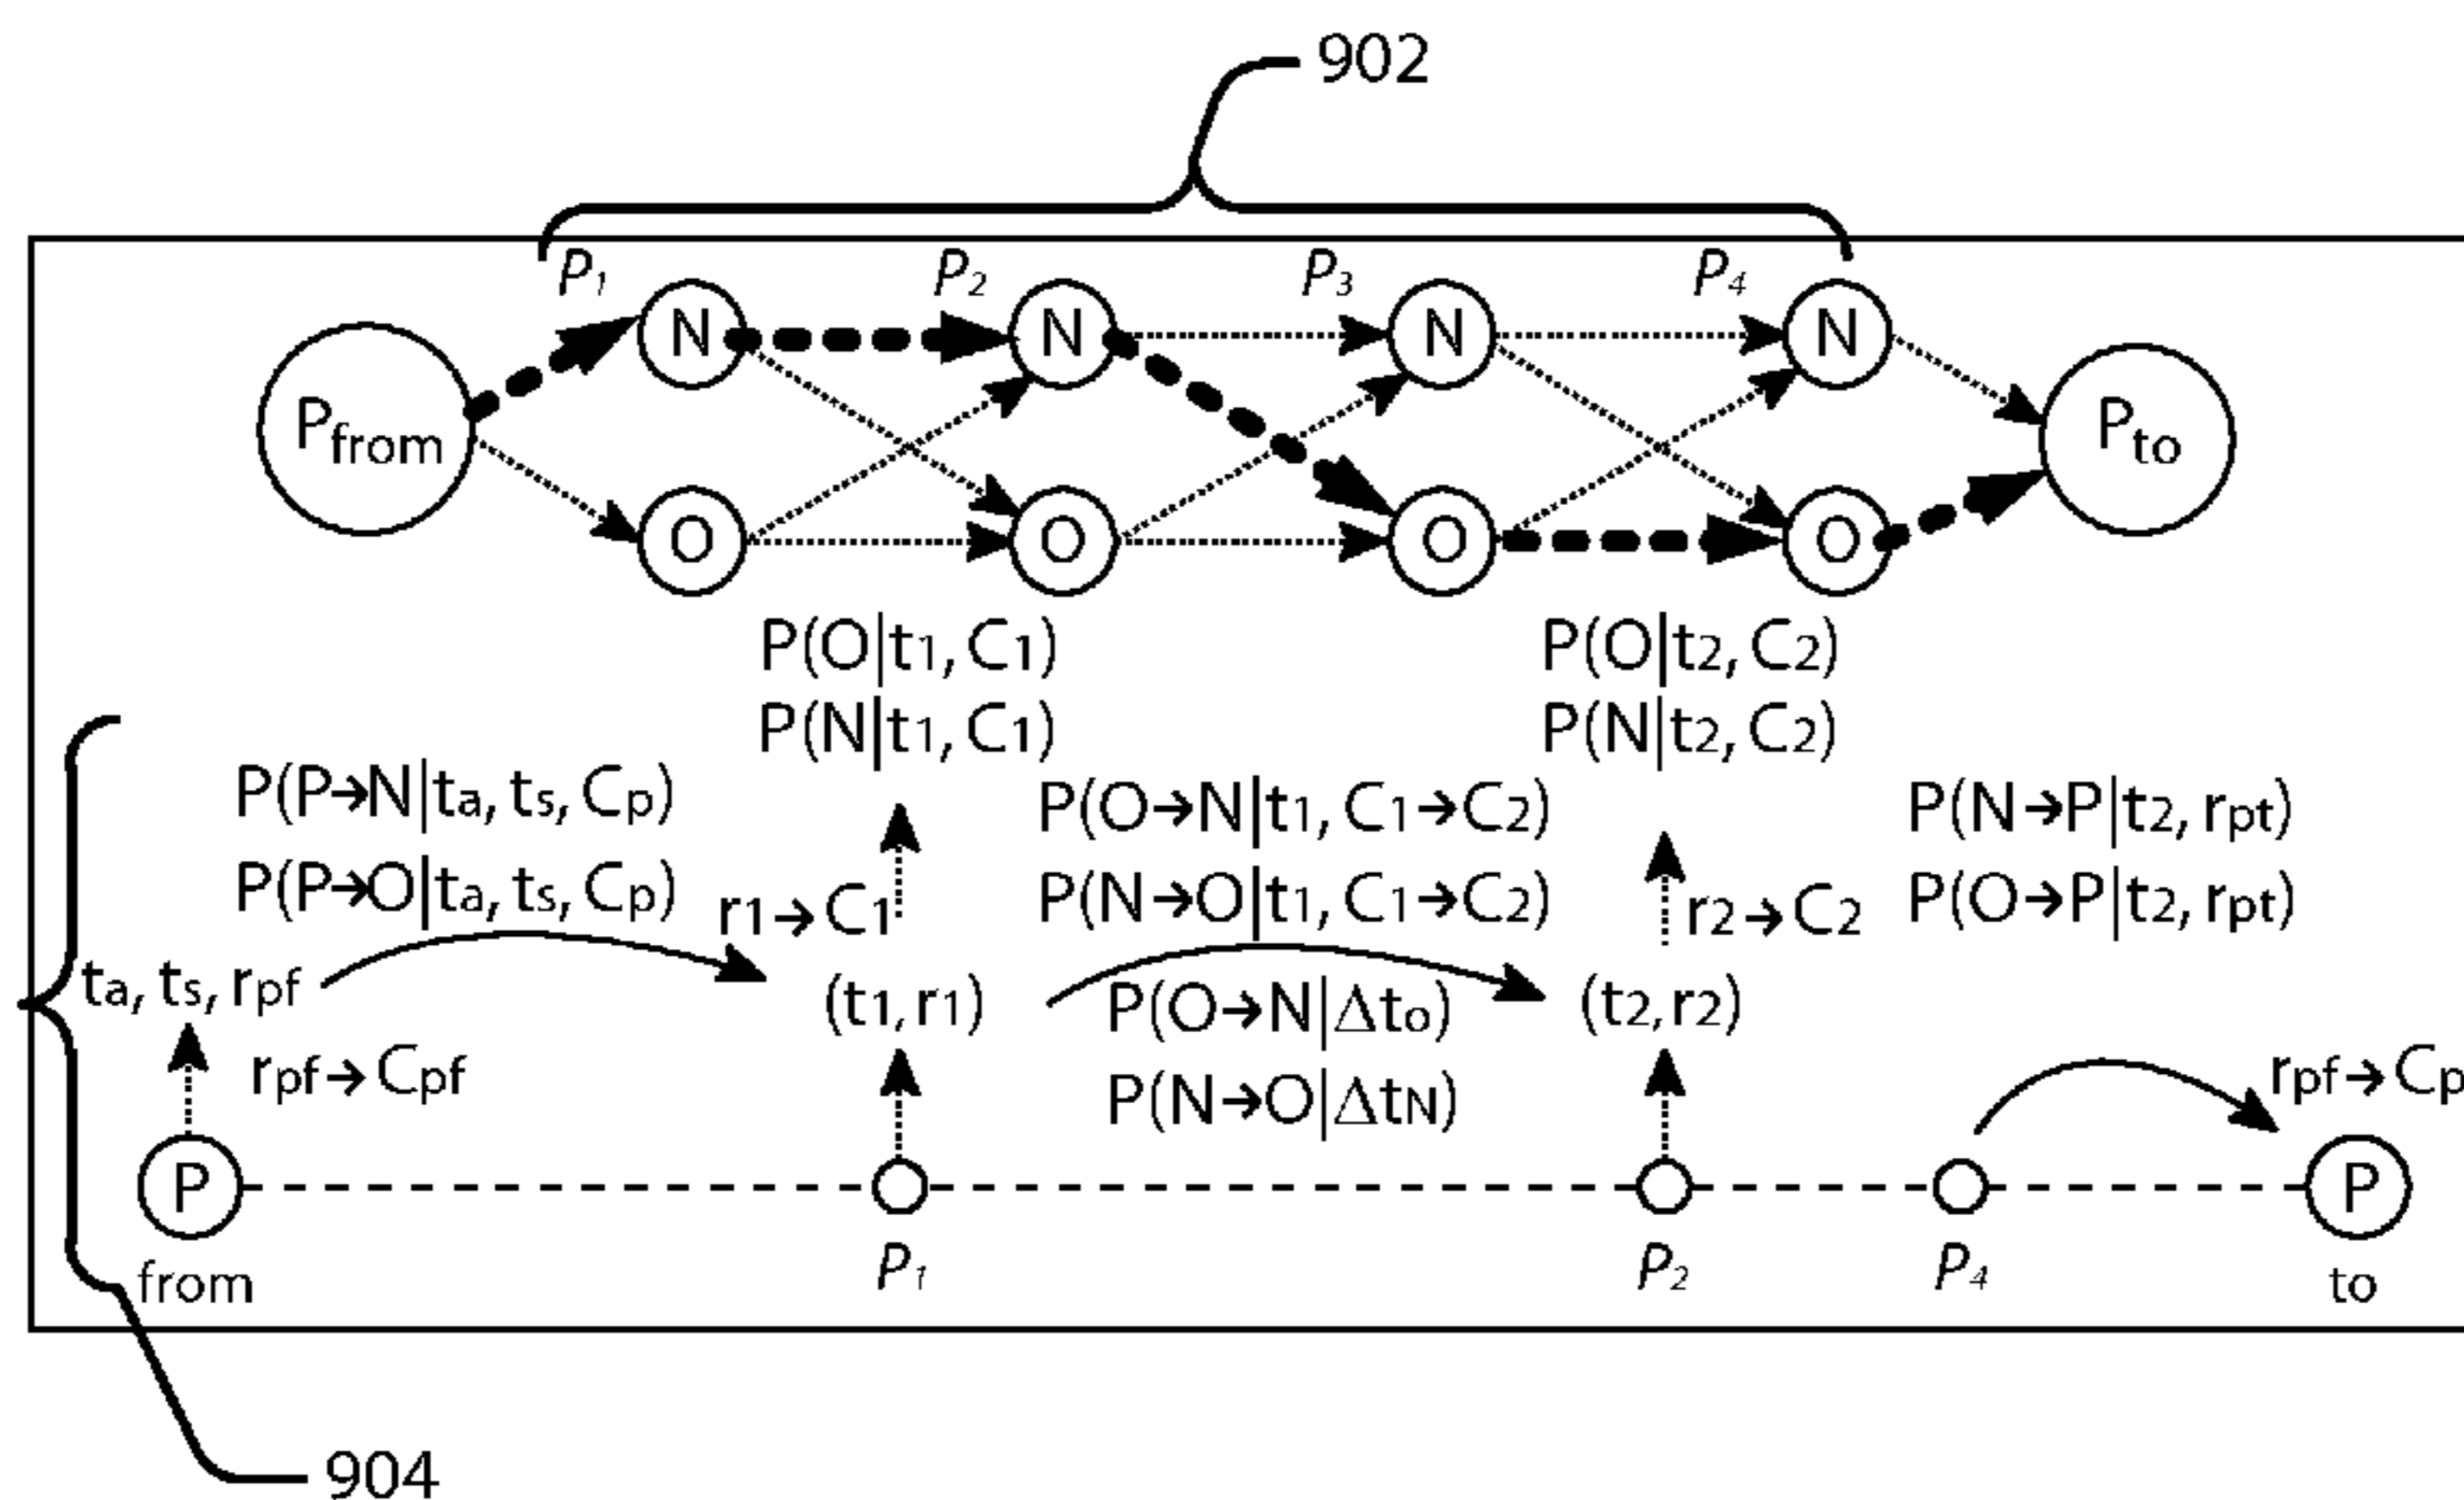 902
P1 P2 P3 P4
N N N N
Pfrom Pto
O O O O
P(O|t1, C1) P(O|t2, C2)
P(N|t1, C1) P(N|t2, C2)
P(P→N|ta, ts, Cp) P(O→N|t1, C1→C2) P(N→P|t2, rpt)
P(P→O|ta, ts, Cp) r1→C1 P(N→O|t1, C1→C2) r2→C2 P(O→P|t2, rpt)
ta, ts, rpf (t1, r1) P(O→N|Δto) (t2, r2)
rpf→Cpf P(N→O|ΔtN) rpf→Cp
P P
from P1 P2 P4 to
904